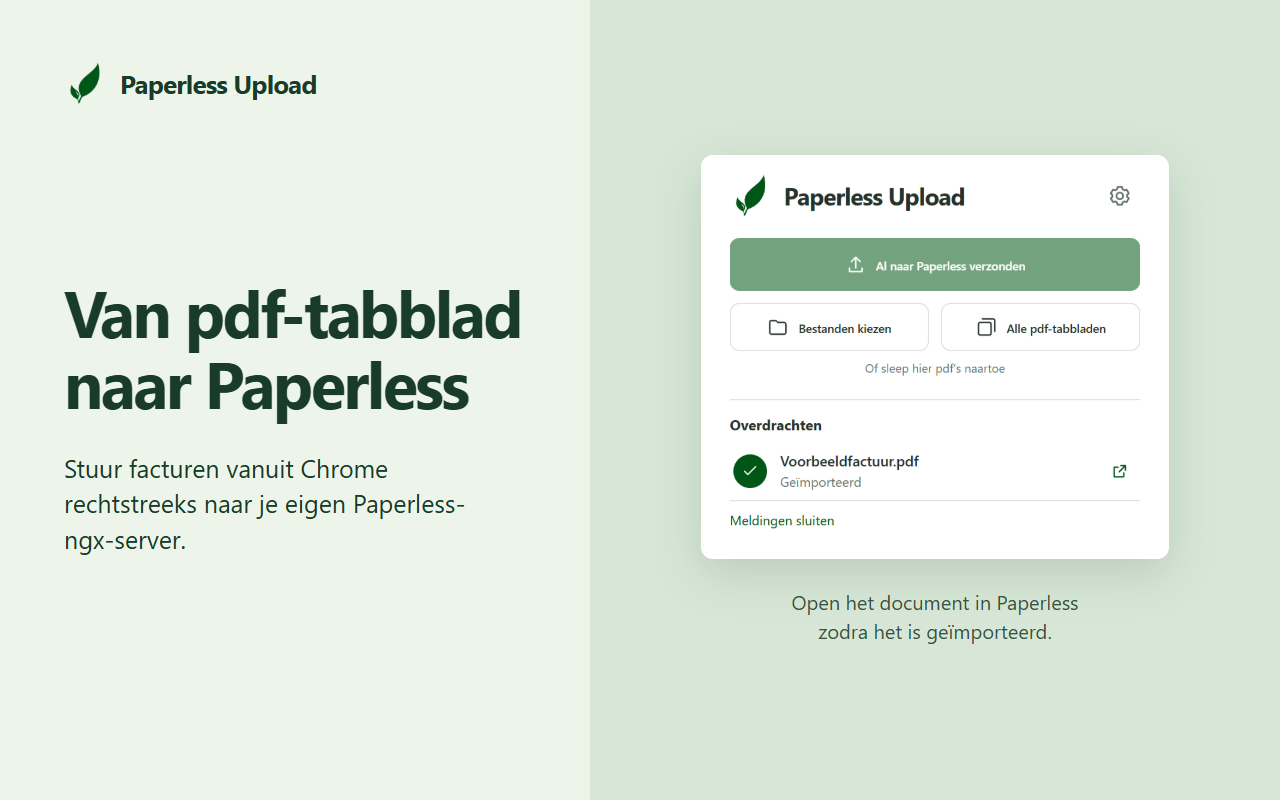 Paperless Upload
Van pdf-tabblad
naar Paperless
Stuur facturen vanuit Chrome
rechtstreeks naar je eigen Paperless-
ngx-server.
Paperless Upload
Al naar Paperless verzonden
Bestanden kiezen
Alle pdf-tabbladen
Of sleep hier pdf's naartoe
Overdrachten
Voorbeeldfactuur.pdf
Geïmporteerd
Meldingen sluiten
Open het document in Paperless
zodra het is geïmporteerd.